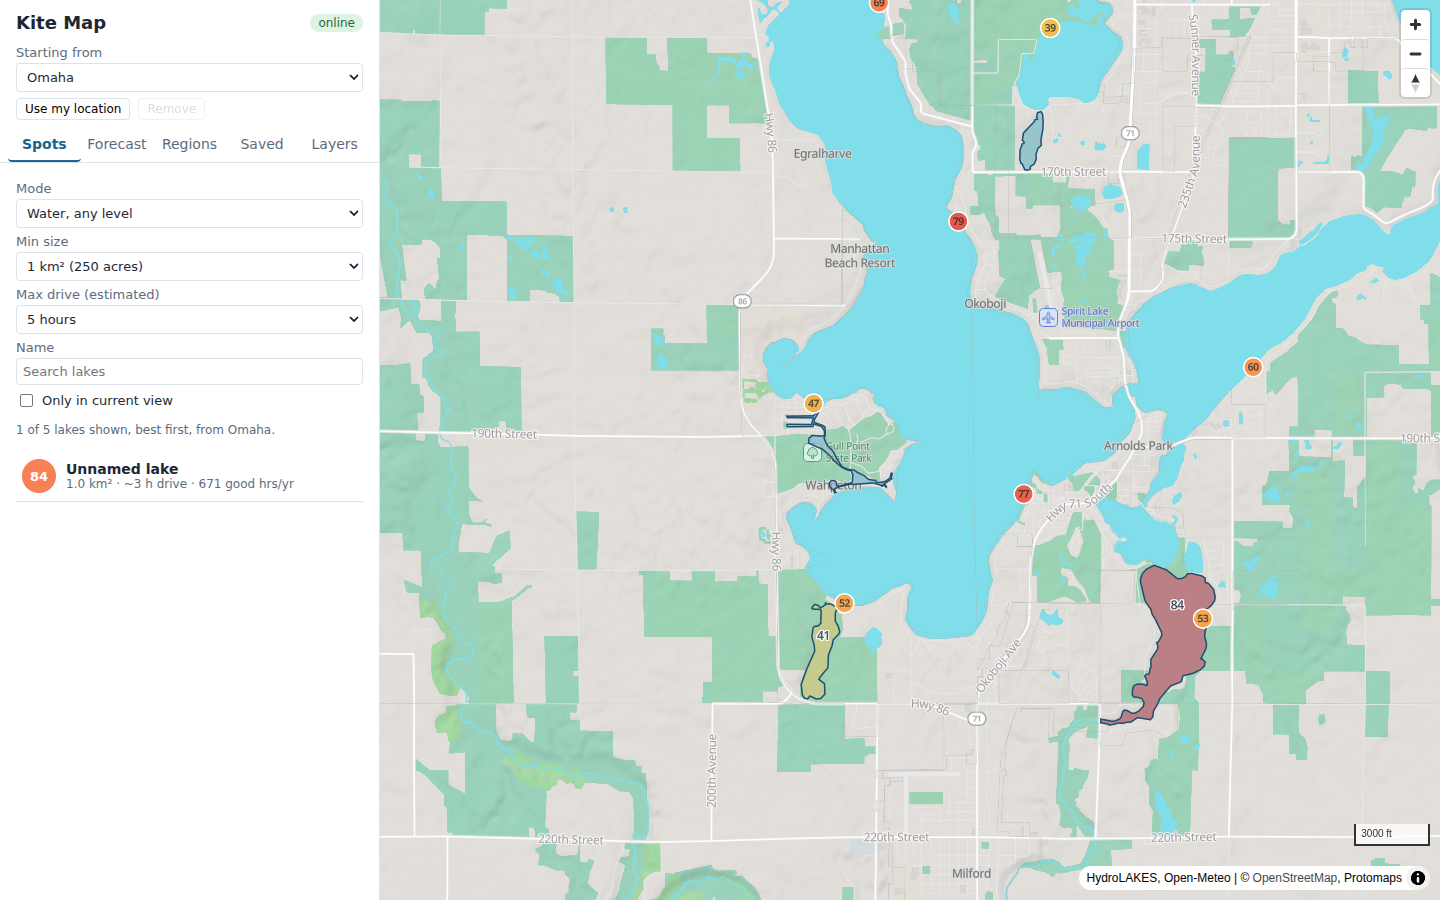 Kite Map
online
Starting from
Omaha
Use my location
Remove
Spots
Forecast
Regions
Saved
Layers
Mode
Water, any level
Min size
1 km² (250 acres)
Max drive (estimated)
5 hours
Name
Search lakes
Only in current view
1 of 5 lakes shown, best first, from Omaha.
84
Unnamed lake
1.0 km² · ~3 h drive · 671 good hrs/yr
69
39
Sunner Avenue
71
Hwy 86
Egralharve
170th Street
235th Avenue
79
175th Street
Manhattan
Beach Resort
86
Okoboji
Spirit Lake
Municipal Airport
60
47
190th Street
Gull Point
State Park
Arnolds Park
190th S
77
Hwy 71 South
Hwy 86
52
84
53
41
Okoboji Ave
Hwy 86
71
200th Avenue
220th Street
220th Street
220th Street
3000 ft
Milford
HydroLAKES, Open-Meteo | © OpenStreetMap, Protomaps